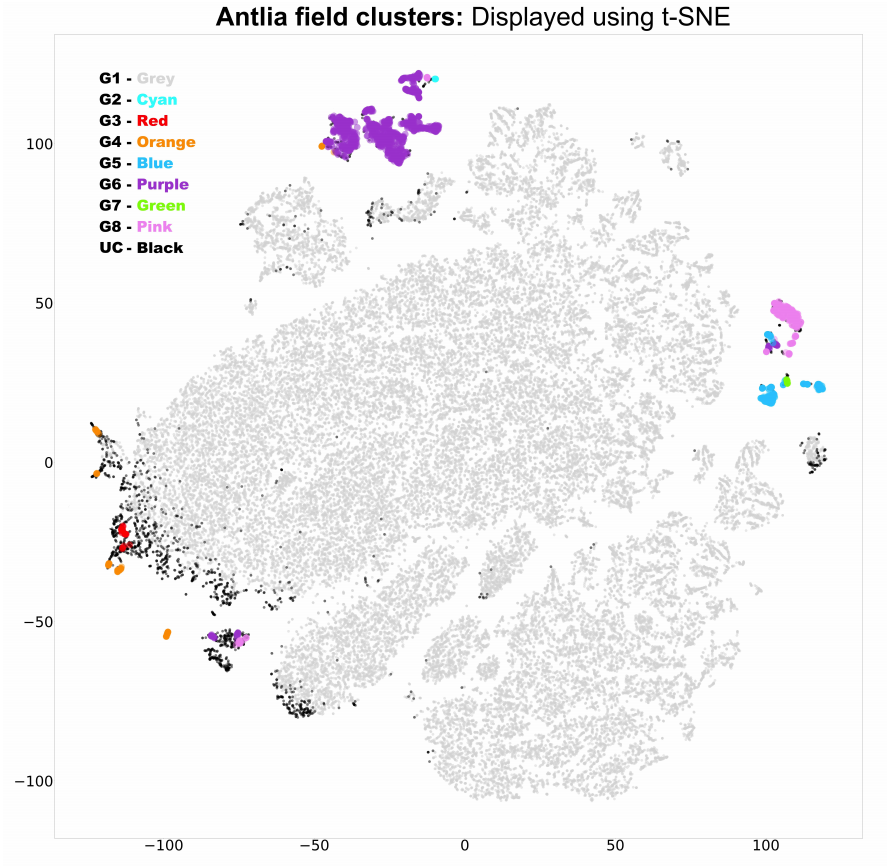 Antlia field clusters: Displayed using t-SNE
G1 - Grey
G2 - Cyan
G3 - Red
G4 - Orange
G5 - Blue
G6 - Purple
G7 - Green
G8 - Pink
UC - Black
100
50
0
−50
−100
−100 −50 0 50 100